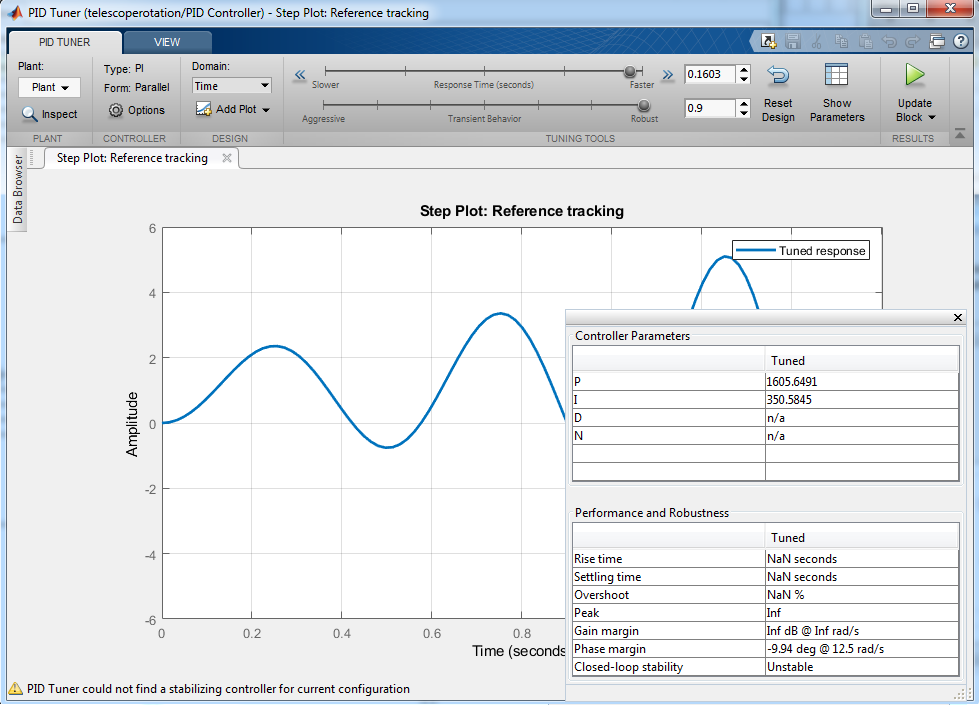 PID Tuner (telescoperotation/PID Controller) - Step Plot: Reference tracking
PID TUNER
VIEW
Plant:
Plant
Inspect
PLANT
Type: PI
Form: Parallel
Options
CONTROLLER
Domain:
Time
Add Plot
DESIGN
Slower
Response Time (seconds)
Faster
0.1603
Aggressive
Transient Behavior
Robust
0.9
TUNING TOOLS
Reset
Design
Show
Parameters
Update
Block
RESULTS
Data Browser
Step Plot: Reference tracking
Step Plot: Reference tracking
Tuned response
Amplitude
6
4
2
0
-2
-4
-6
0
0.2
0.4
0.6
0.8
Time (seconds
Controller Parameters
Tuned
P 1605.6491
I 350.5845
D n/a
N n/a
Performance and Robustness
Tuned
Rise time NaN seconds
Settling time NaN seconds
Overshoot NaN %
Peak Inf
Gain margin Inf dB @ Inf rad/s
Phase margin -9.94 deg @ 12.5 rad/s
Closed-loop stability Unstable
PID Tuner could not find a stabilizing controller for current configuration